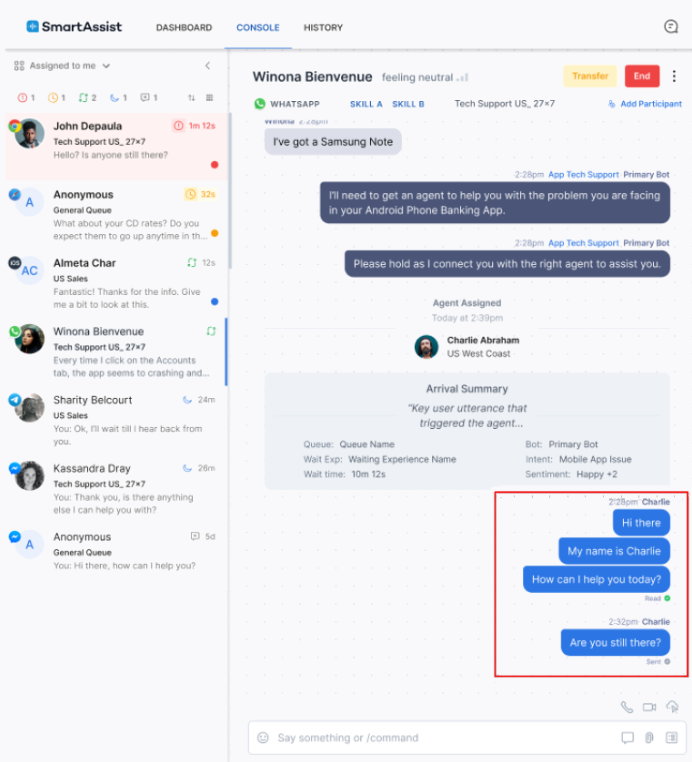 SmartAssist
DASHBOARD
CONSOLE
HISTORY
Assigned to me
1
1
2
1
1
John Depaula
1m 12s
Tech Support US_ 27x7
Hello? Is anyone still there?
A
Anonymous
32s
General Queue
What about your CD rates? Do you
expect them to go up anytime in th...
iOS
AC
Almeta Char
12s
US Sales
Fantastic! Thanks for the info. Give
me a bit to look at this.
Winona Bienvenue
Tech Support US_ 27×7
Every time I click on the Accounts
tab, the app seems to crashing and...
Sharity Belcourt
24m
US Sales
You: Ok, I'll wait till I hear back from
you.
Kassandra Dray
26m
Tech Support US_ 27×7
You: Thank you, is there anything
else I can help you with?
A
Anonymous
5d
General Queue
You: Hi there, how can I help you?
Winona Bienvenue feeling neutral
Transfer
End
WHATSAPP
SKILL A SKILL B
Tech Support US_ 27×7
Add Participant
Winona 2:28pm
I've got a Samsung Note
2:28pm App Tech Support Primary Bot
I'll need to get an agent to help you with the problem you are facing
in your Android Phone Banking App.
2:28pm App Tech Support Primary Bot
Please hold as I connect you with the right agent to assist you.
Agent Assigned
Today at 2:39pm
Charlie Abraham
US West Coast
Arrival Summary
"Key user utterance that
triggered the agent...
Queue: Queue Name
Bot: Primary Bot
Wait Exp: Waiting Experience Name
Intent: Mobile App Issue
Wait time: 10m 12s
Sentiment: Happy +2
2:28pm Charlie
Hi there
My name is Charlie
How can I help you today?
Read
2:32pm Charlie
Are you still there?
Sent
Say something or /command